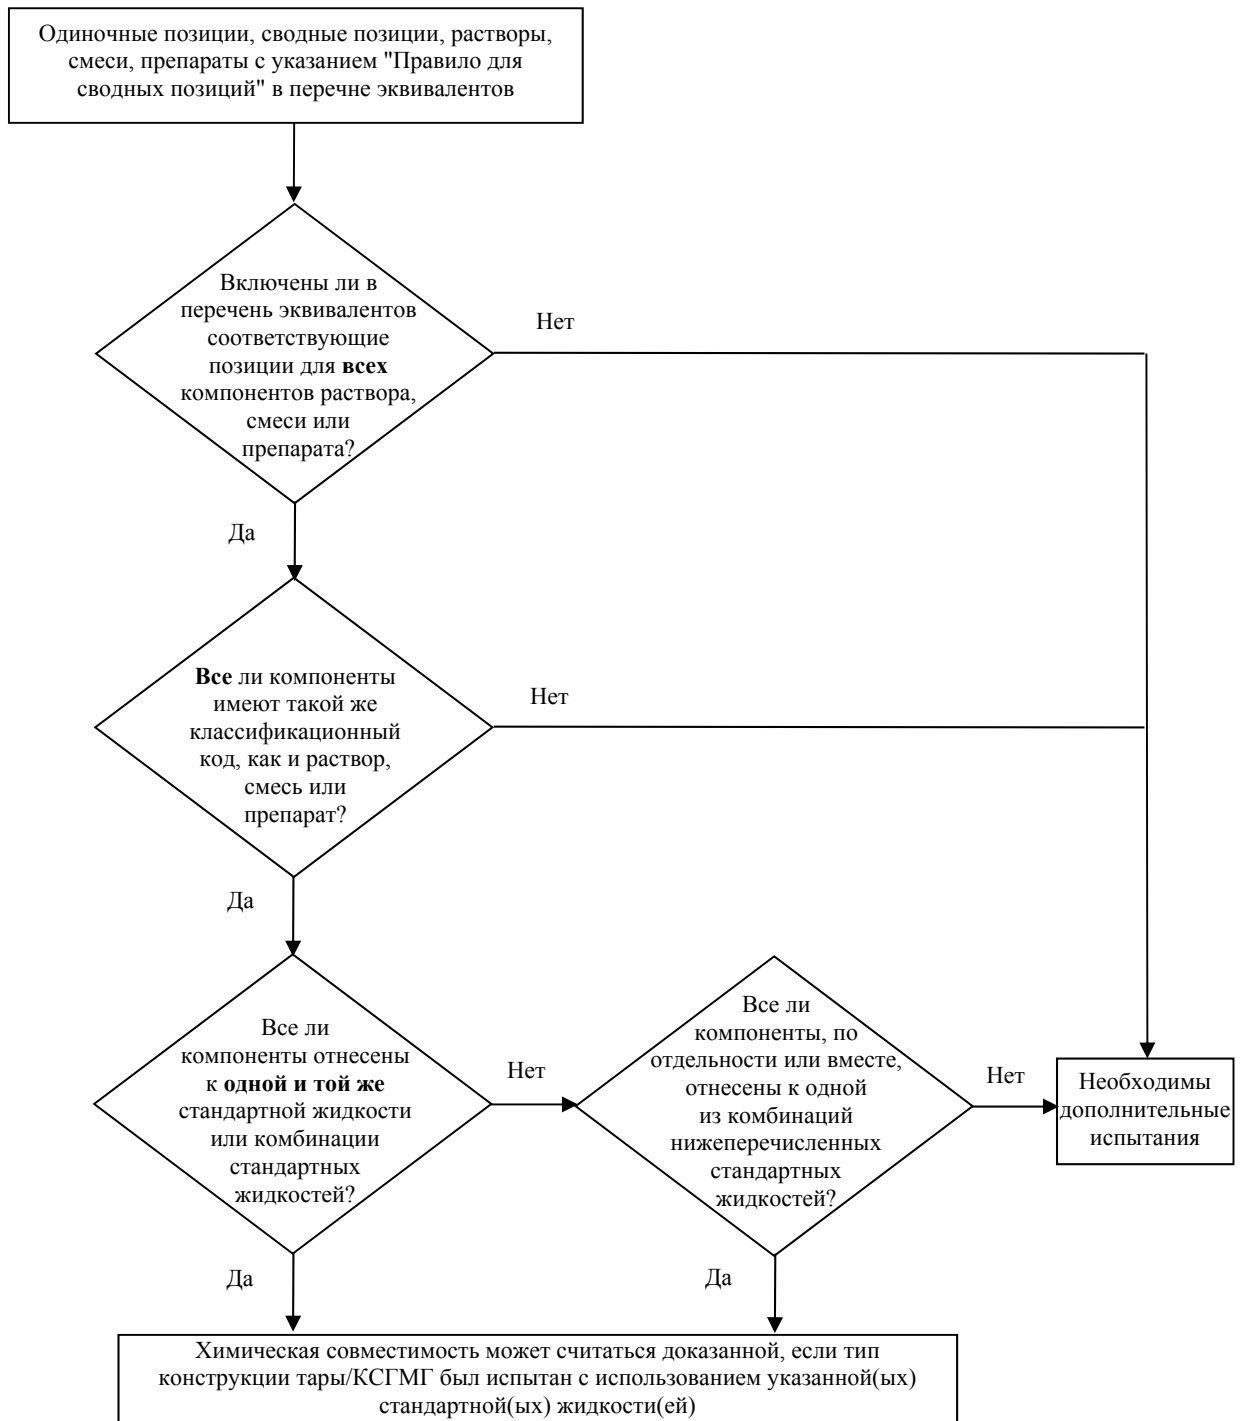 Одиночные позиции, сводные позиции, растворы,
смеси, препараты с указанием "Правило для
сводных позиций" в перечне эквивалентов
Включены ли в
перечень эквивалентов
соответствующие
позиции для всех
компонентов раствора,
смеси или
препарата?
Нет
Да
Все ли компоненты
имеют такой же
классификационный
код, как и раствор,
смесь или
препарат?
Нет
Да
Все ли
компоненты отнесены
к одной и той же
стандартной жидкости
или комбинации
стандартных
жидкостей?
Нет
Все ли
компоненты, по
отдельности или вместе,
отнесены к одной
из комбинаций
нижеперечисленных
стандартных
жидкостей?
Нет
Необходимы
дополнительные
испытания
Да
Да
Химическая совместимость может считаться доказанной, если тип
конструкции тары/КСГМГ был испытан с использованием указанной(ых)
стандартной(ых) жидкости(ей)